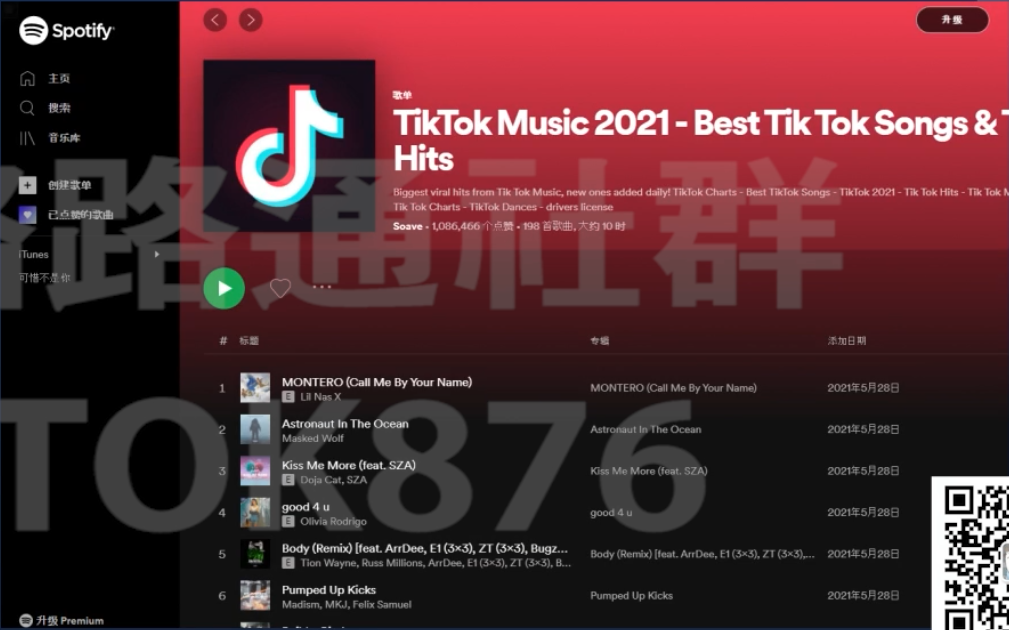 Spotify
升级
主页
搜索
音乐库
创建歌单
已点赞的歌曲
iTunes
可惜不是你
升级 Premium
歌单
TikTok Music 2021 - Best Tik Tok Songs & T
Hits
Biggest viral hits from Tik Tok Music, new ones added daily! TikTok Charts - Best TikTok Songs - TikTok 2021 - Tik Tok Hits - Tik Tok M
Tik Tok Charts - TikTok Dances - drivers license
Soave • 1,086,466 个点赞 • 198 首歌曲, 大约 10 时
路路通社群
# 标题 专辑 添加日期
1 MONTERO (Call Me By Your Name) MONTERO (Call Me By Your Name) 2021年5月28日
E Lil Nas X
2 Astronaut In The Ocean Astronaut In The Ocean 2021年5月28日
Masked Wolf
TOK876
3 Kiss Me More (feat. SZA) Kiss Me More (feat. SZA) 2021年5月28日
E Doja Cat, SZA
4 good 4 u good 4 u 2021年5月28日
E Olivia Rodrigo
5 Body (Remix) [feat. ArrDee, E1 (3×3), ZT (3×3), Bugz... Body (Remix) [feat. ArrDee, E1 (3×3), ZT (3×3),... 2021年5月28日
E Tion Wayne, Russ Millions, ArrDee, E1 (3×3), ZT (3×3), B...
6 Pumped Up Kicks Pumped Up Kicks 2021年5月28日
Madism, MKJ, Felix Samuel